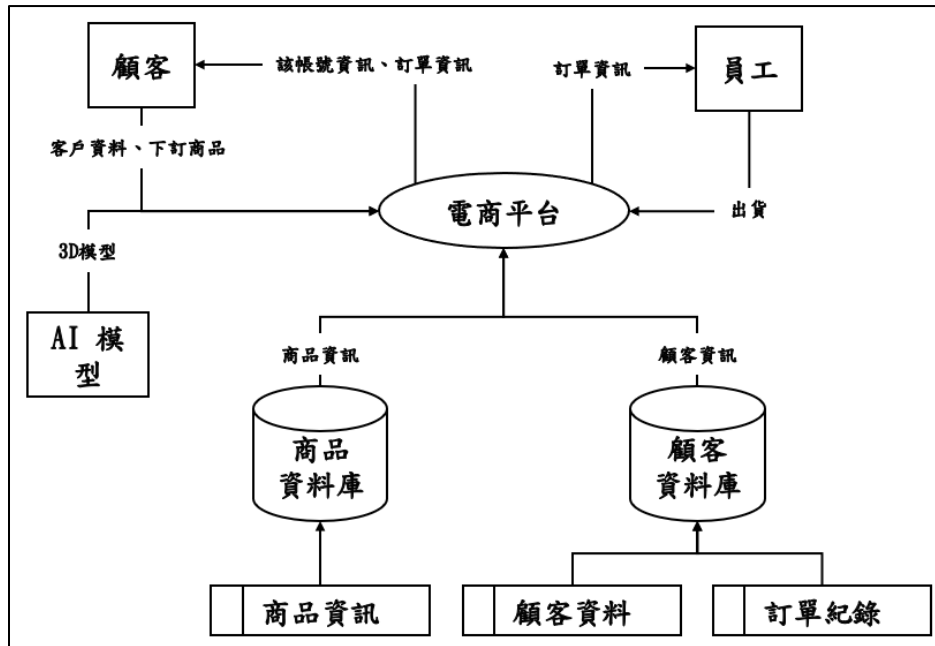 顧客
該帳號資訊、訂單資訊
訂單資訊
員工
客戶資料、下訂商品
電商平台
出貨
3D模型
AI 模
型
商品資訊
顧客資訊
商品
資料庫
顧客
資料庫
商品資訊
顧客資料
訂單紀錄